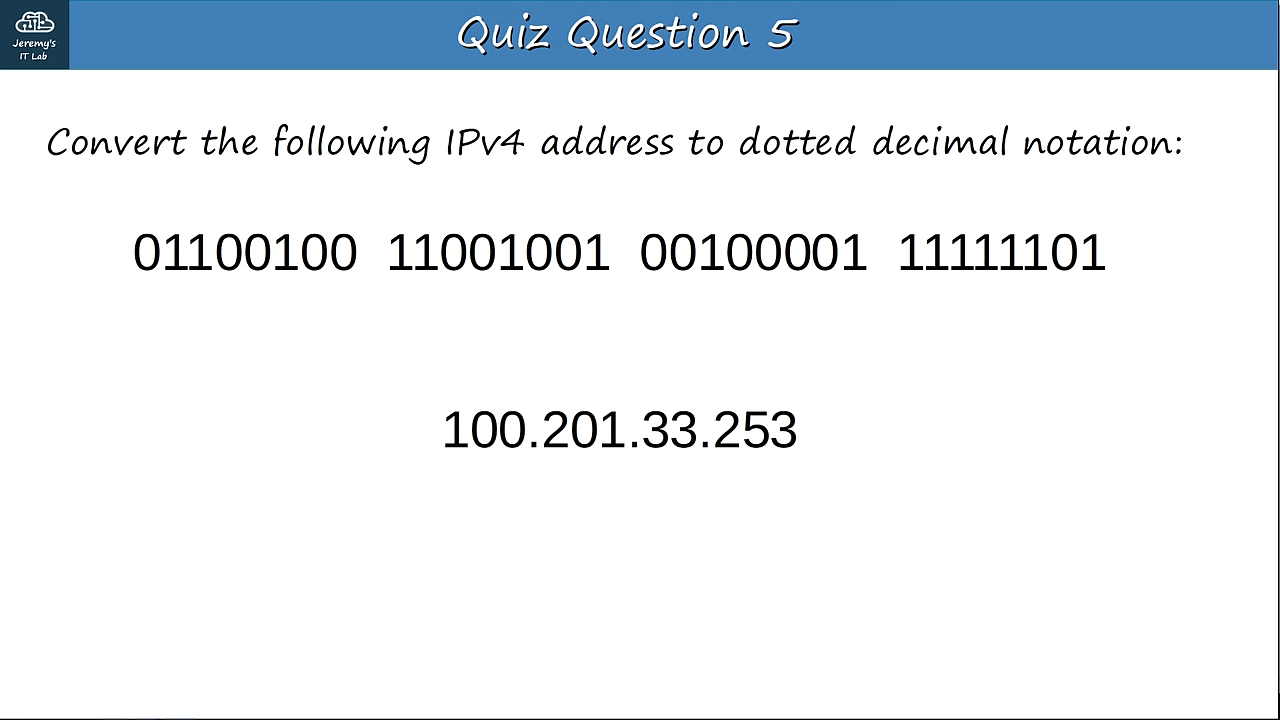 Jeremy's
IT Lab
Quiz Question 5
Convert the following IPv4 address to dotted decimal notation:
01100100 11001001 00100001 11111101
100.201.33.253